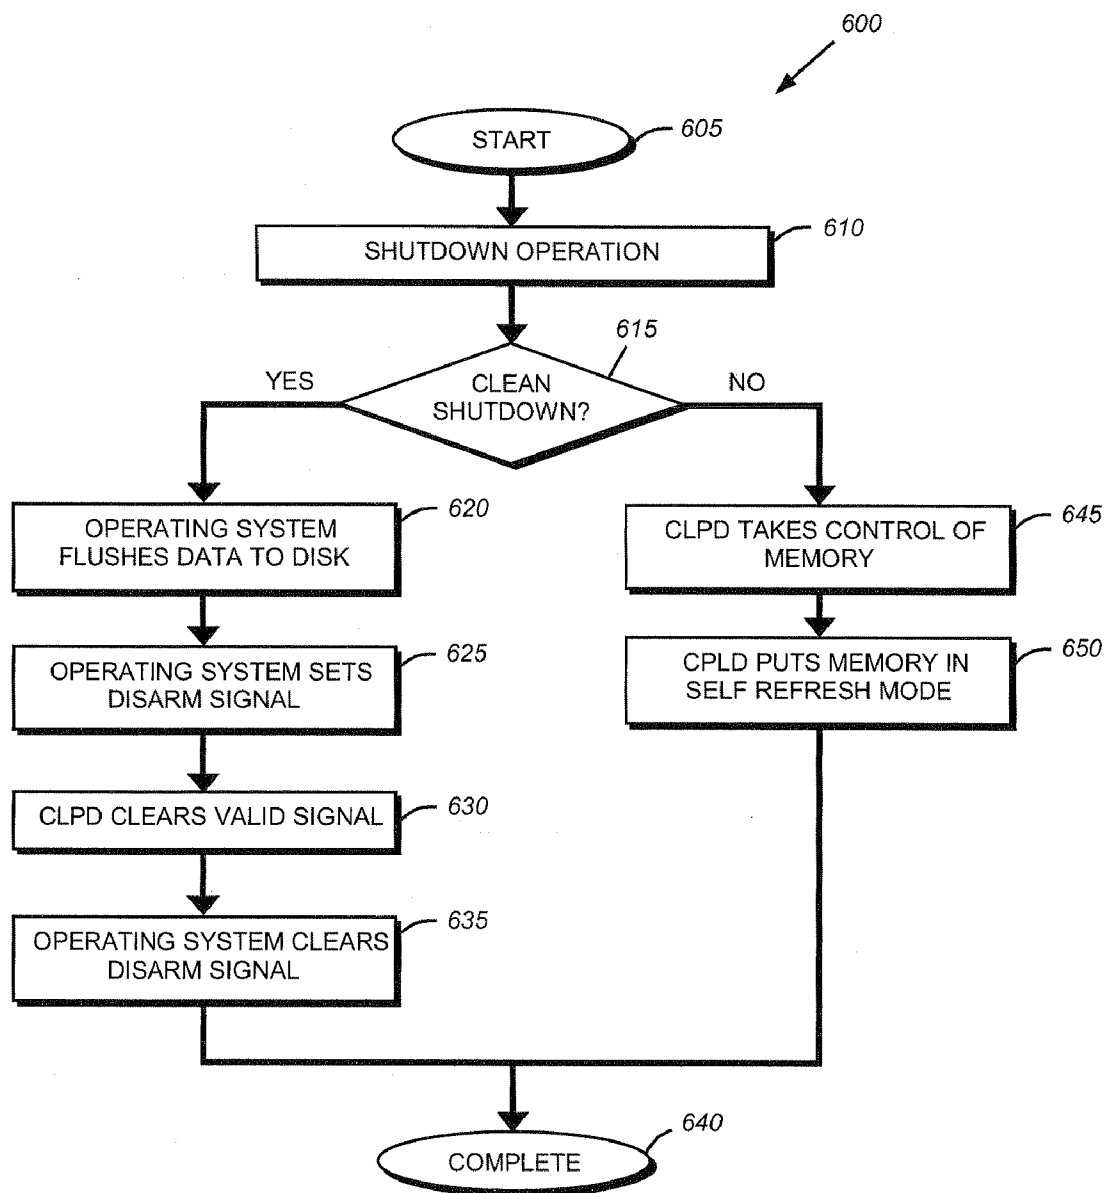 600
START
605
SHUTDOWN OPERATION
610
615
CLEAN
SHUTDOWN?
YES
NO
OPERATING SYSTEM
FLUSHES DATA TO DISK
620
CLPD TAKES CONTROL OF
MEMORY
645
OPERATING SYSTEM SETS
DISARM SIGNAL
625
CPLD PUTS MEMORY IN
SELF REFRESH MODE
650
CLPD CLEARS VALID SIGNAL
630
OPERATING SYSTEM CLEARS
DISARM SIGNAL
635
COMPLETE
640